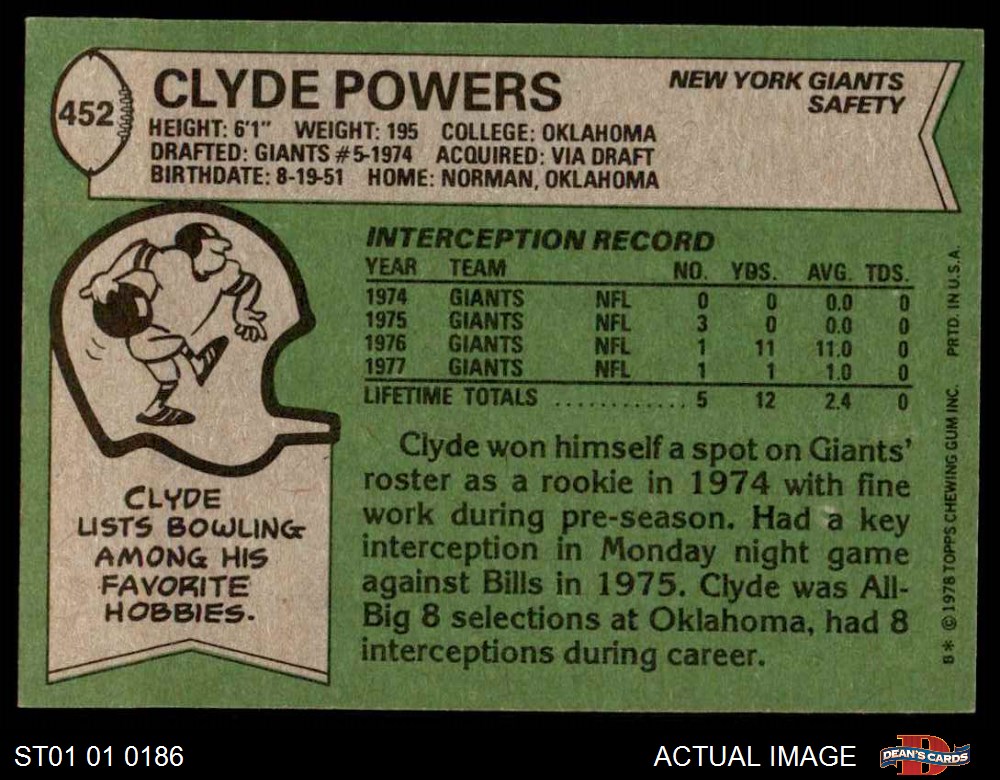 452
CLYDE POWERS
NEW YORK GIANTS
SAFETY
HEIGHT: 6'1" WEIGHT: 195 COLLEGE: OKLAHOMA
DRAFTED: GIANTS #5-1974 ACQUIRED: VIA DRAFT
BIRTHDATE: 8-19-51 HOME: NORMAN, OKLAHOMA
INTERCEPTION RECORD
YEAR TEAM NO. YDS. AVG. TDS.
1974 GIANTS NFL 0 0 0.0 0
1975 GIANTS NFL 3 0 0.0 0
1976 GIANTS NFL 1 11 11.0 0
1977 GIANTS NFL 1 1 1.0 0
LIFETIME TOTALS ............ 5 12 2.4 0
Clyde won himself a spot on Giants'
roster as a rookie in 1974 with fine
work during pre-season. Had a key
interception in Monday night game
against Bills in 1975. Clyde was All-
Big 8 selections at Oklahoma, had 8
interceptions during career.
CLYDE
LISTS BOWLING
AMONG HIS
FAVORITE
HOBBIES.
B* © 1978 TOPPS CHEWING GUM INC. PRTD. IN U.S.A.
ST01 01 0186
ACTUAL IMAGE
D
DEAN'S CARDS